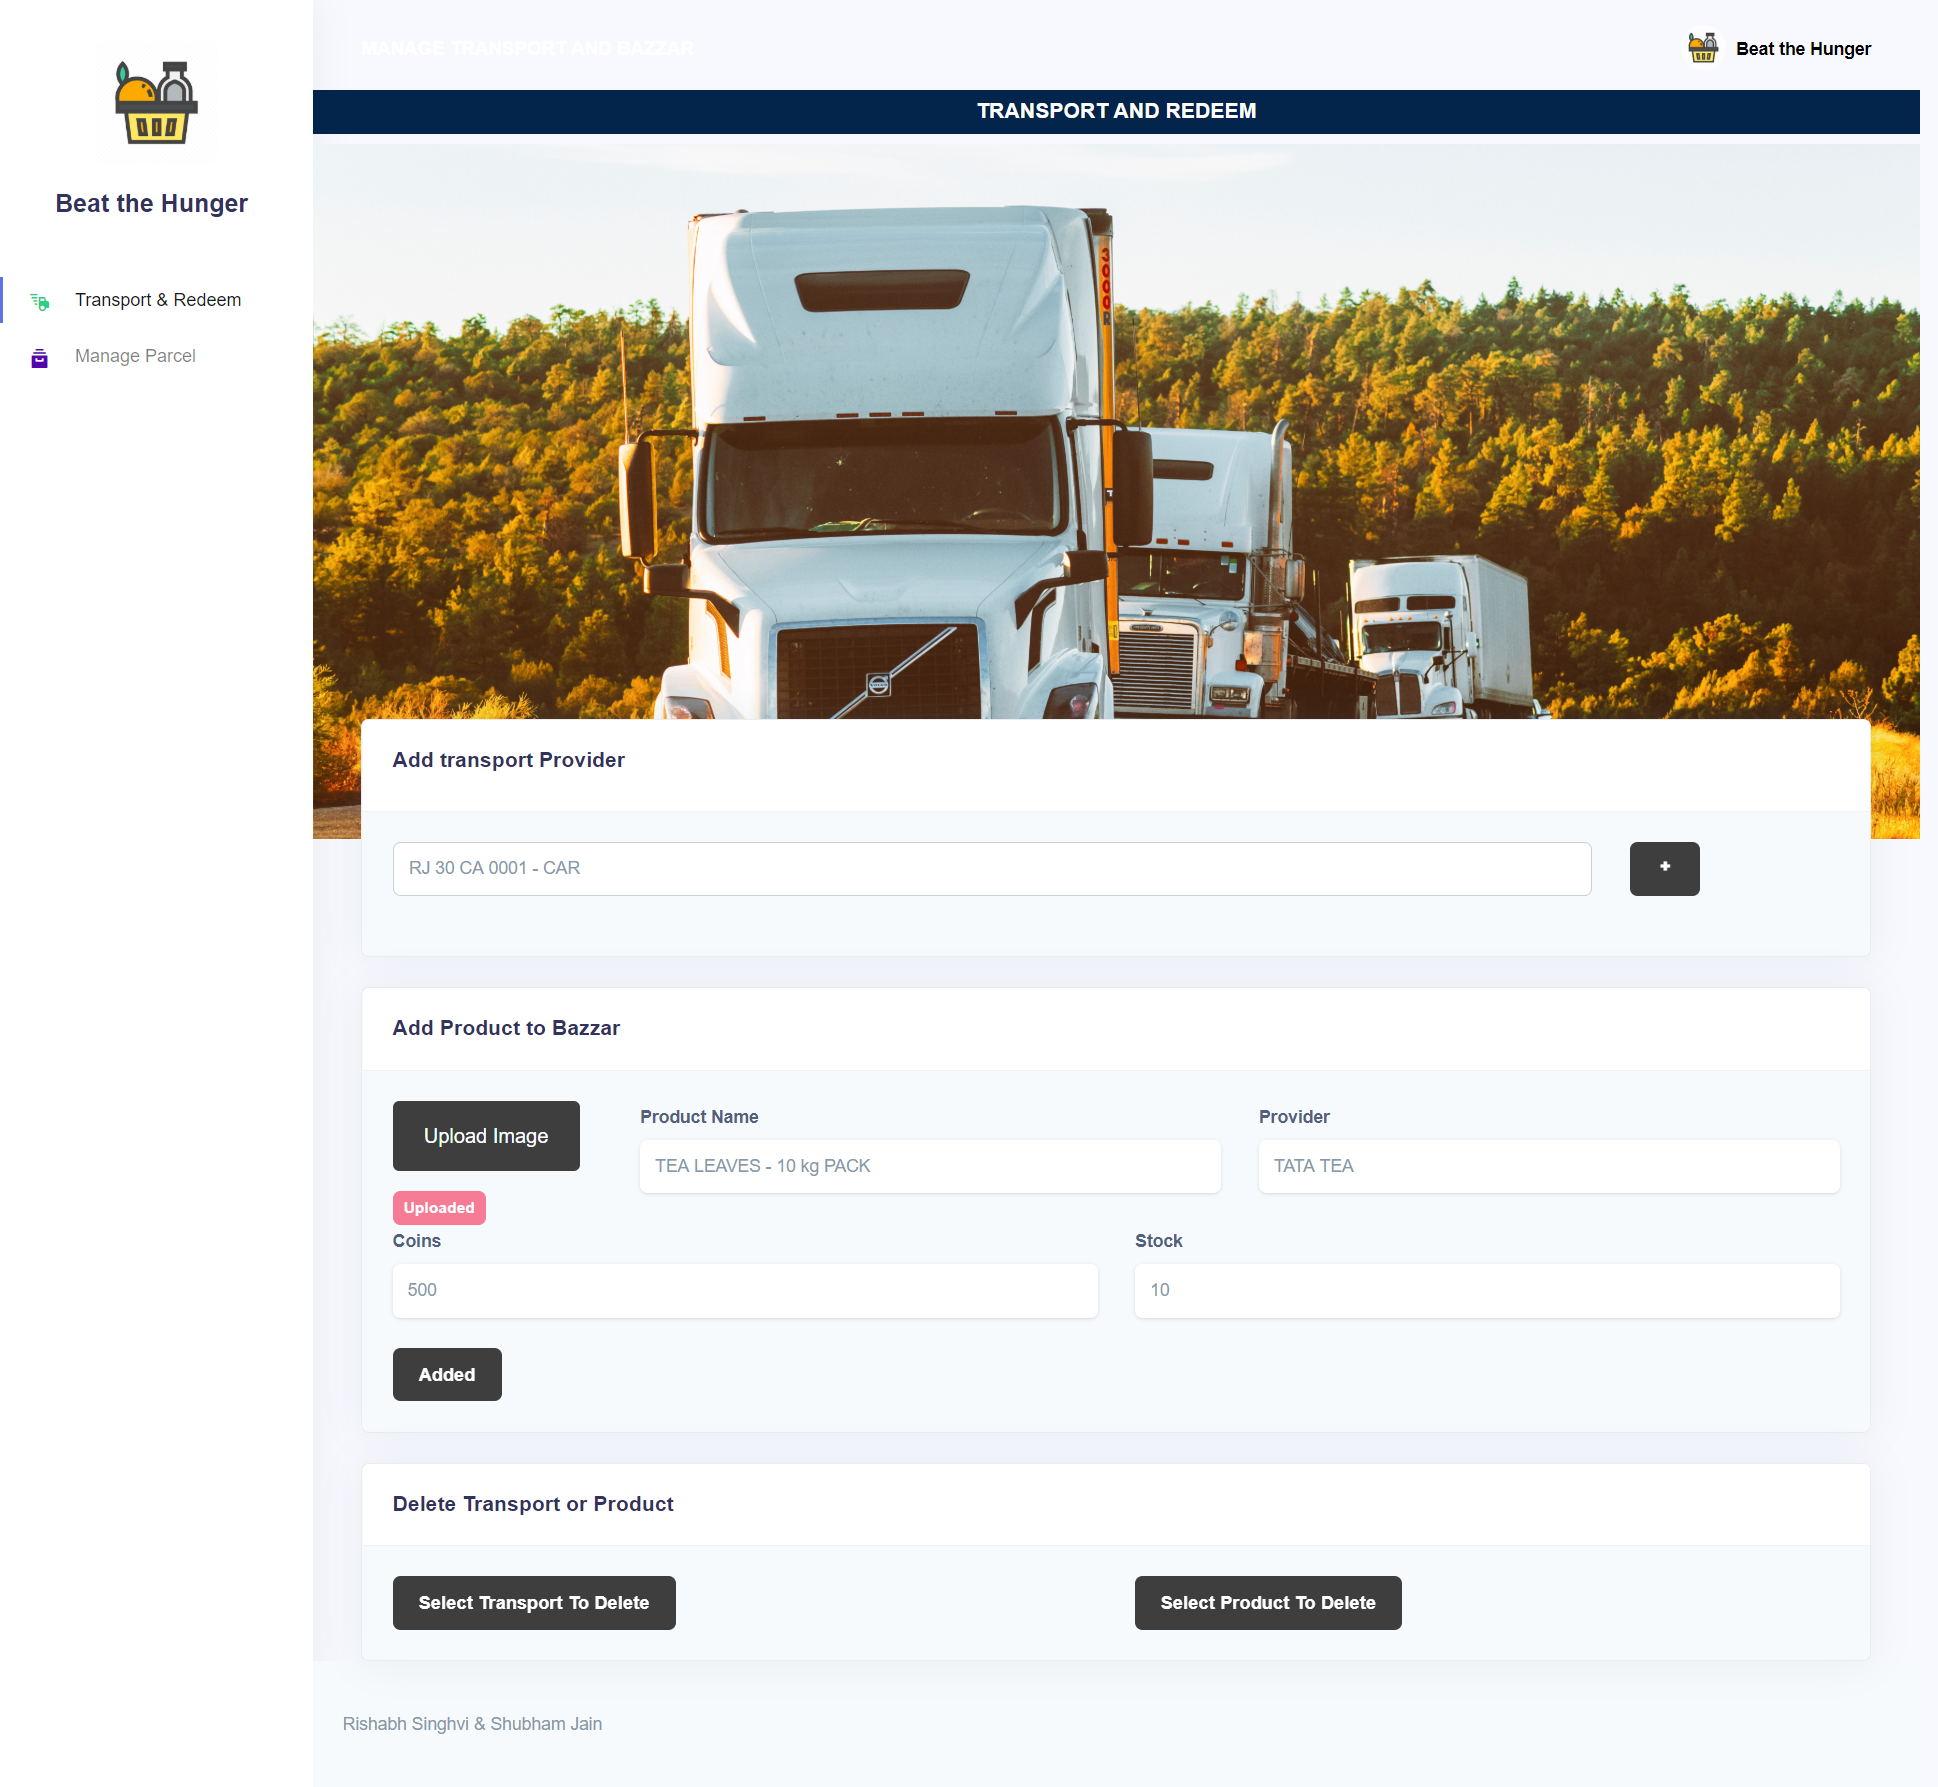 Beat the Hunger
Transport & Redeem
Manage Parcel
MANAGE TRANSPORT AND BAZZAR
Beat the Hunger
TRANSPORT AND REDEEM
3000R
Add transport Provider
RJ 30 CA 0001 - CAR
+
Add Product to Bazzar
Upload Image
Uploaded
Product Name
TEA LEAVES - 10 kg PACK
Provider
TATA TEA
Coins
500
Stock
10
Added
Delete Transport or Product
Select Transport To Delete
Select Product To Delete
Rishabh Singhvi & Shubham Jain